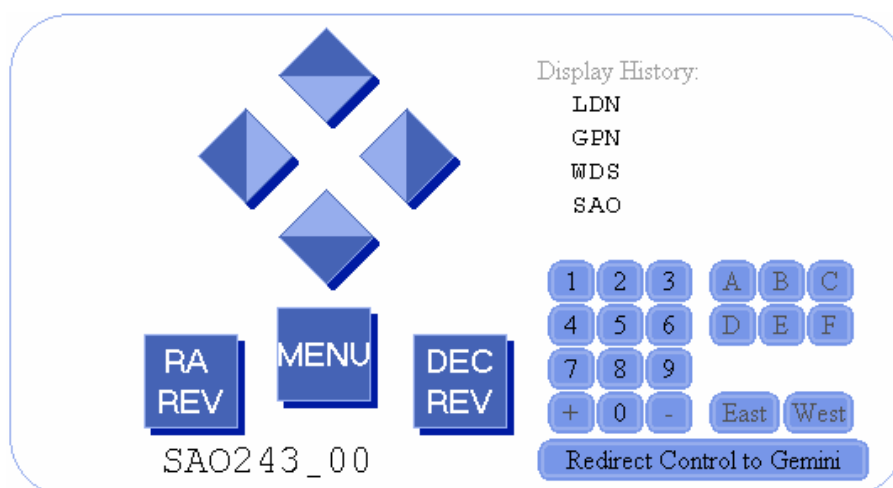 Display History:
LDN
GPN
WDS
SAO
1 2 3 A B C
4 5 6 D E F
7 8 9
+ 0 - East West
Redirect Control to Gemini
RA
REV
MENU
DEC
REV
SAO243_00